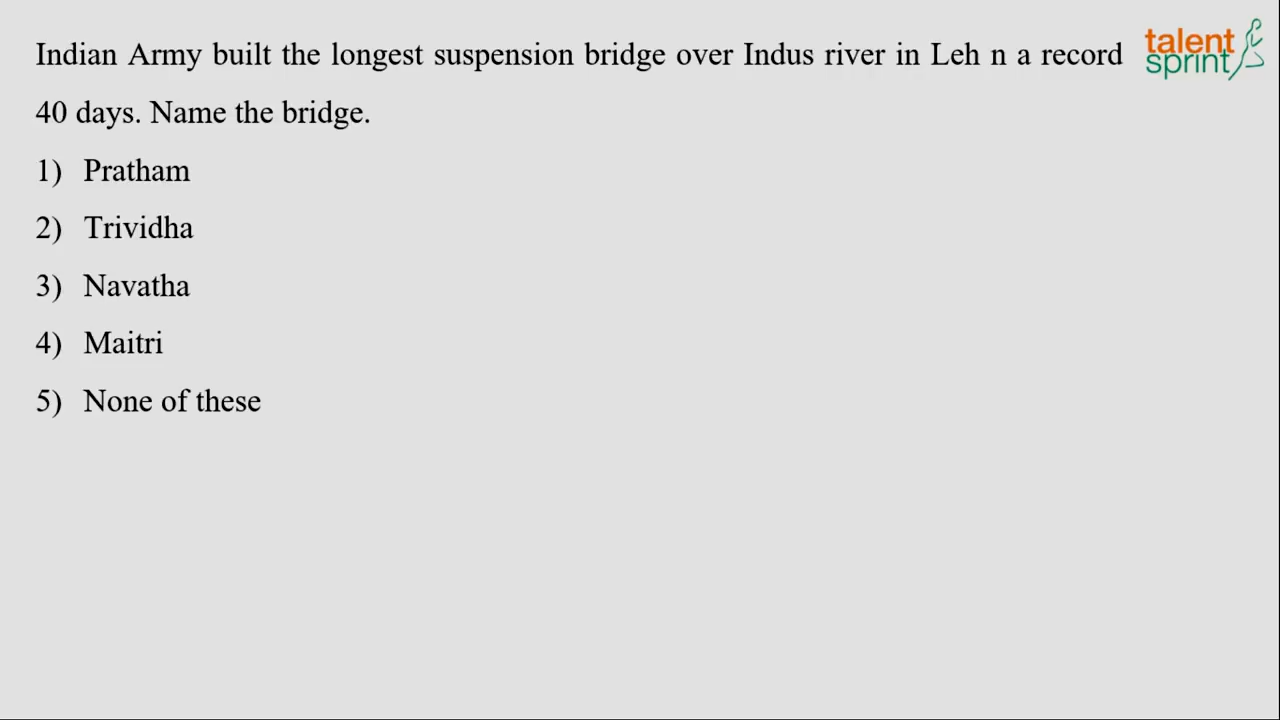 Indian Army built the longest suspension bridge over Indus river in Leh n a record
40 days. Name the bridge.
1) Pratham
2) Trividha
3) Navatha
4) Maitri
5) None of these
talent
sprint